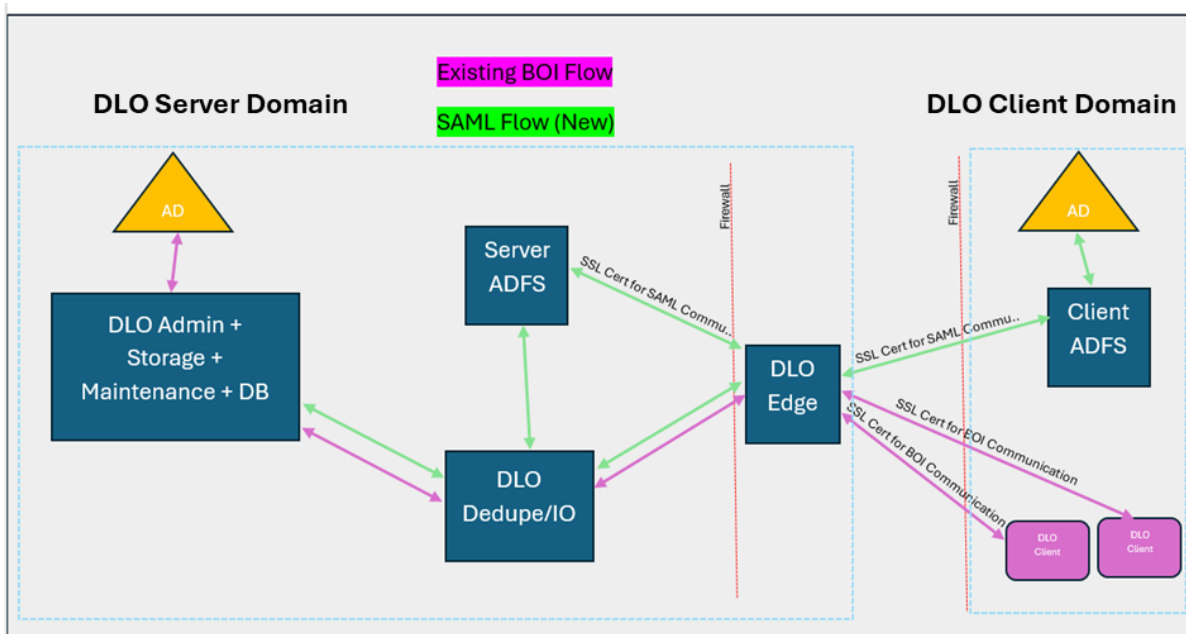 Existing BOI Flow
SAML Flow (New)
DLO Server Domain
DLO Client Domain
AD
Server
ADFS
DLO Admin +
Storage +
Maintenance + DB
DLO
Dedupe/IO
SSL Cert for SAML Commu..
Firewall
DLO
Edge
Firewall
AD
Client
ADFS
SSL Cert for SAML Commu..
SSL Cert for EOI Communication
SSL Cert for BOI Communication
DLO
Client
DLO
Client